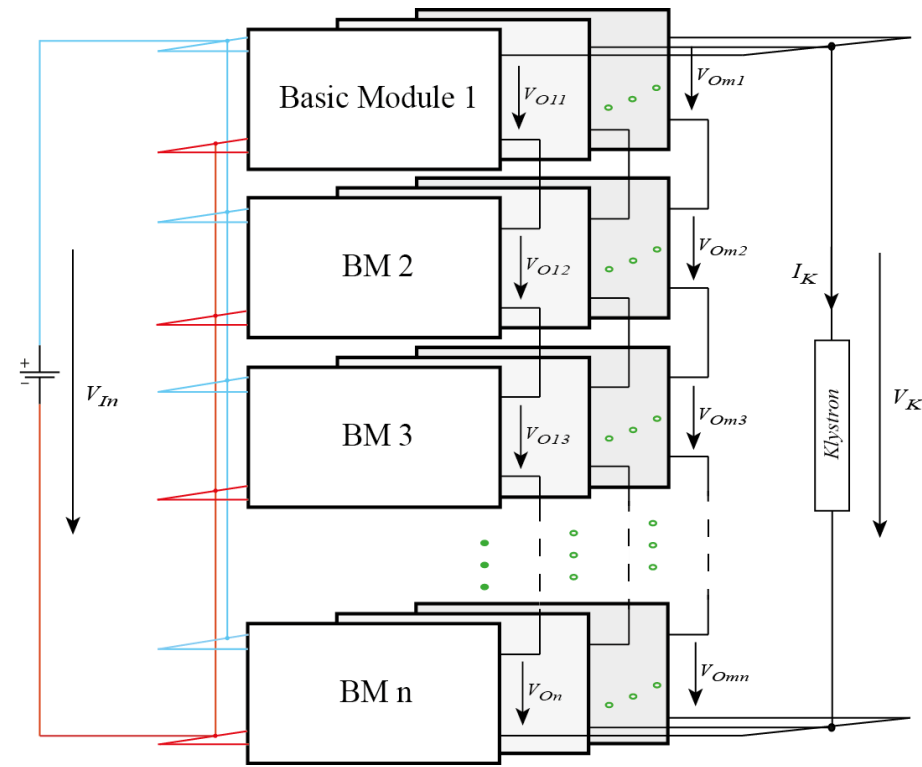 Basic Module 1
V_O11
V_Om1
BM 2
V_O12
V_Om2
I_K
+
-
V_In
BM 3
V_O13
V_Om3
Klystron
V_K
BM n
V_On
V_Omn